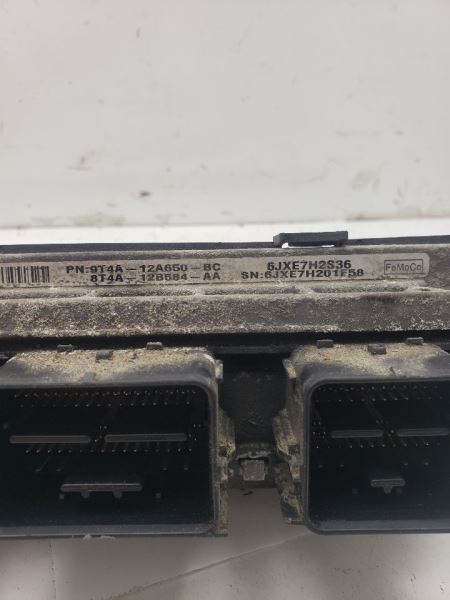 PN:9T4A-12A650-BC 6JXE7H2S36
8T4A-12B684-AA SN:6JXE7H201F58 FoMoCo